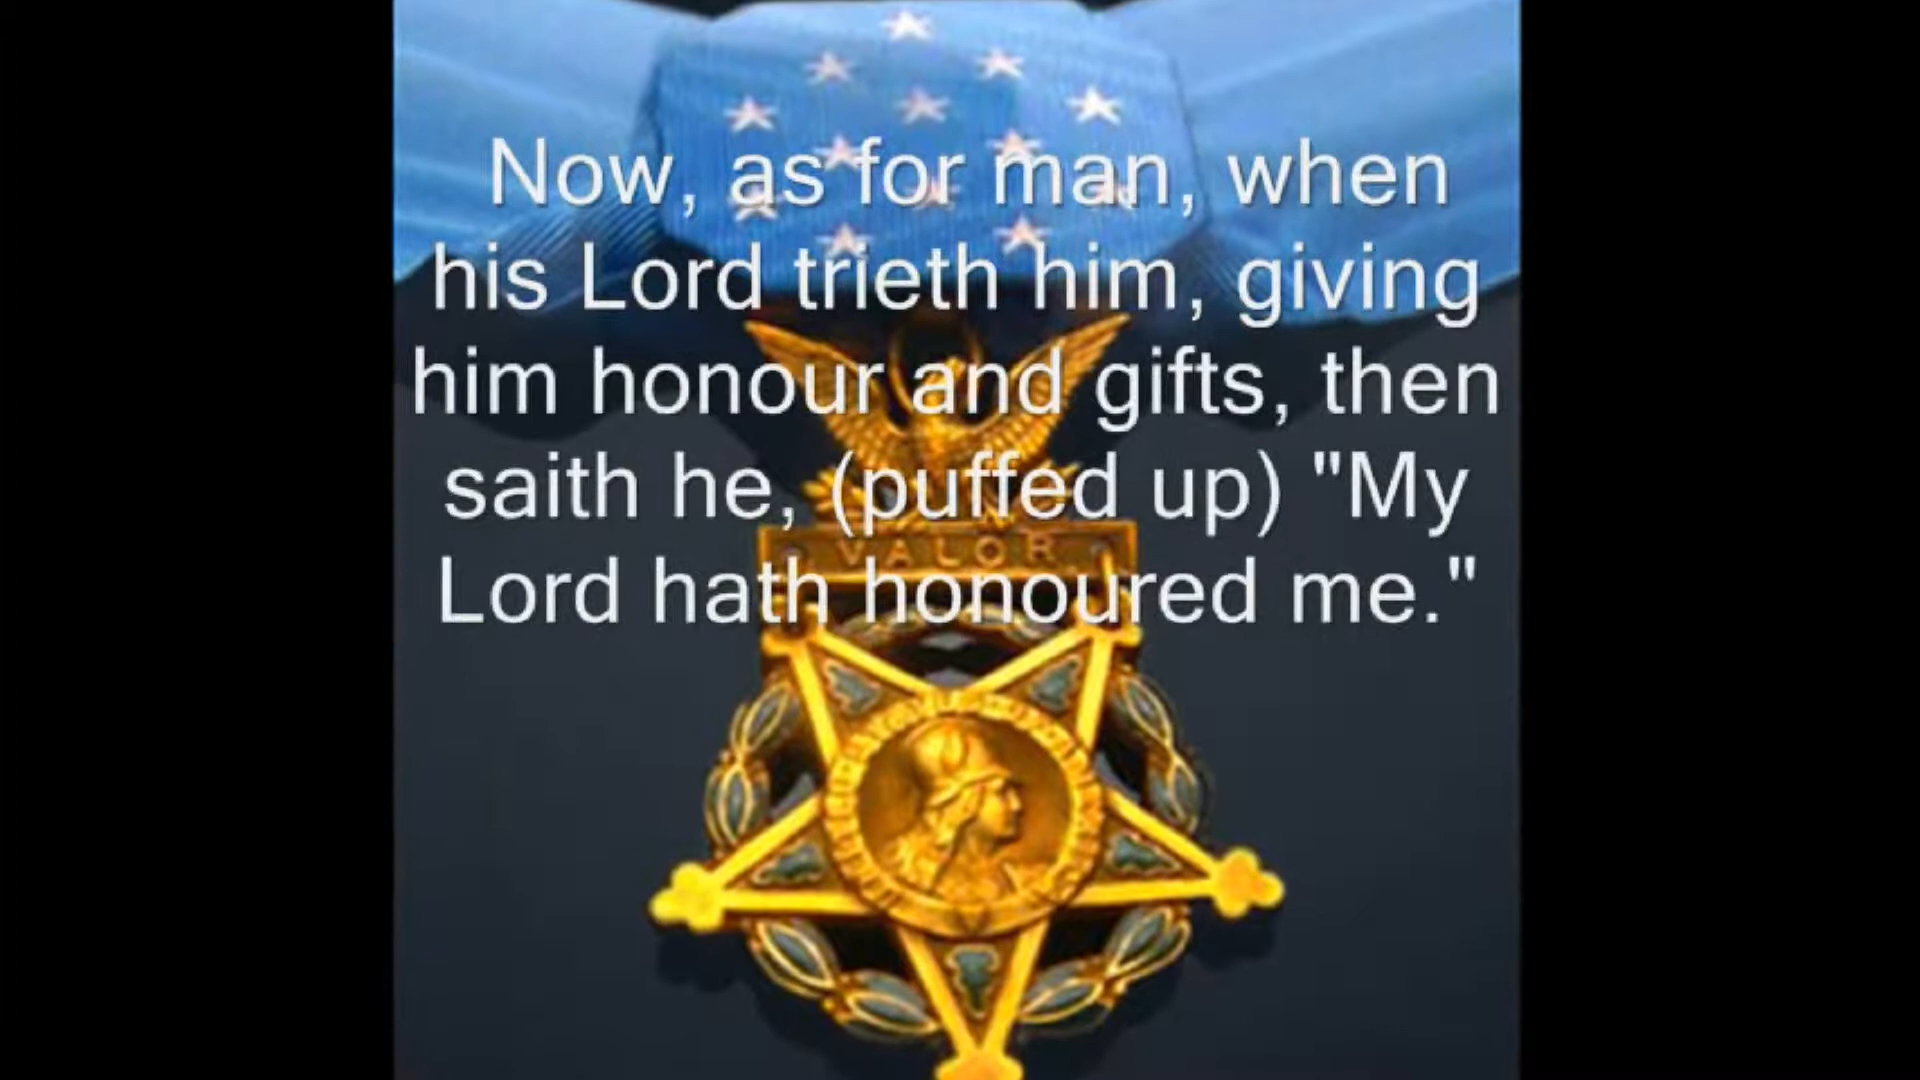 Now, as for man, when
his Lord trieth him, giving
him honour and gifts, then
saith he, (puffed up) "My
Lord hath honoured me."
VALOR